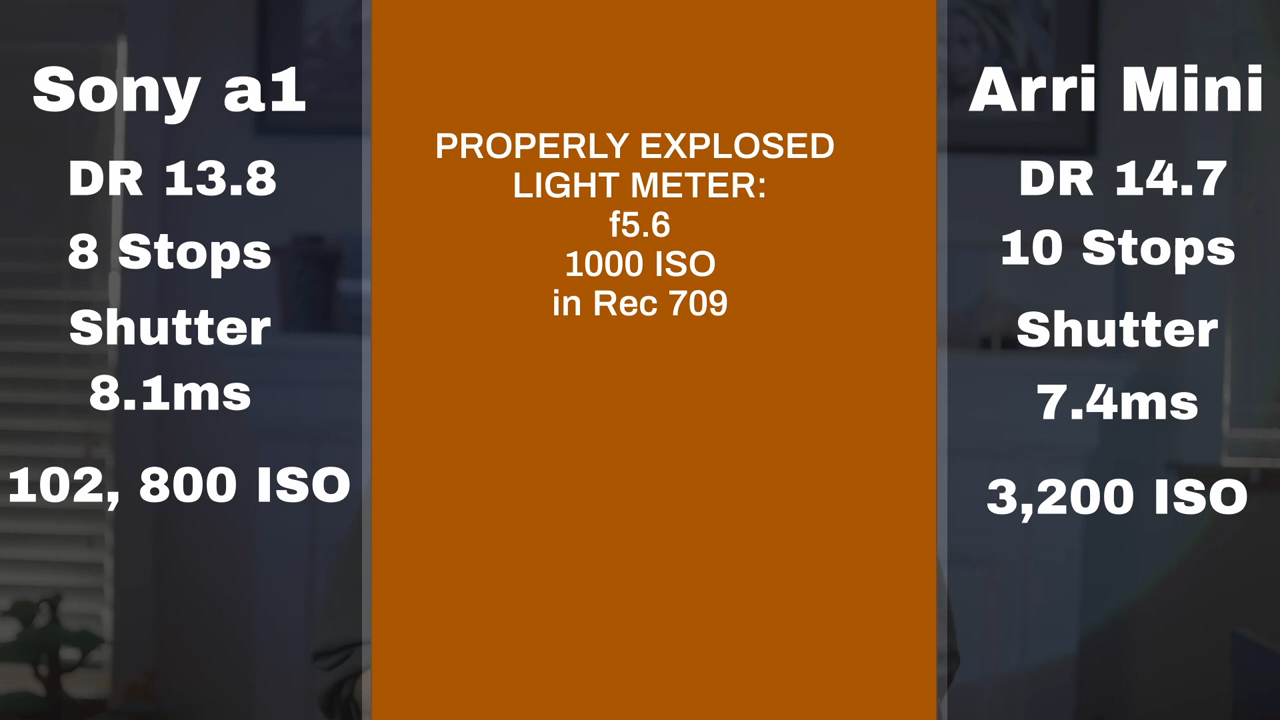 Sony a1
DR 13.8
8 Stops
Shutter
8.1ms
102, 800 ISO
PROPERLY EXPLOSED
LIGHT METER:
f5.6
1000 ISO
in Rec 709
Arri Mini
DR 14.7
10 Stops
Shutter
7.4ms
3,200 ISO